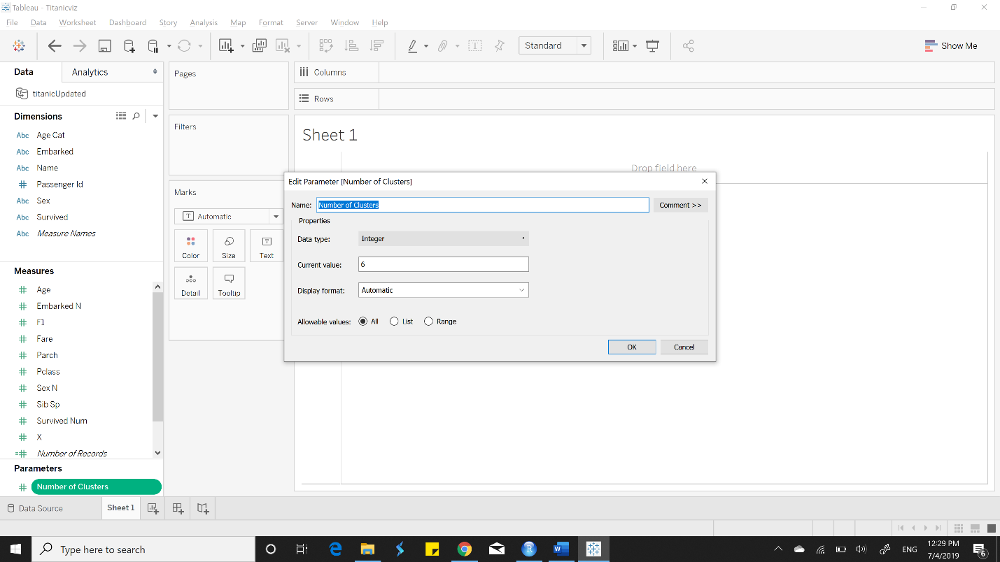 Tableau - Titanicviz
File Data Worksheet Dashboard Story Analysis Map Format Server Window Help
Standard
Show Me
Data
Analytics
titanicUpdated
Dimensions
Abc Age Cat
Abc Embarked
Abc Name
# Passenger Id
Abc Sex
Abc Survived
Abc Measure Names
Measures
# Age
# Embarked N
# F1
# Fare
# Parch
# Pclass
# Sex N
# Sib Sp
# Survived Num
# X
=# Number of Records
Parameters
# Number of Clusters
Pages
Filters
Marks
T Automatic
Color
Size
T
Text
Detail
Tooltip
Columns
Rows
Sheet 1
Drop field here
Edit Parameter [Number of Clusters]
Name: Number of Clusters
Comment >>
Properties
Data type: Integer
Current value: 6
Display format: Automatic
Allowable values: All List Range
OK
Cancel
Data Source
Sheet 1
Type here to search
R
W
ENG
12:29 PM
7/4/2019
6